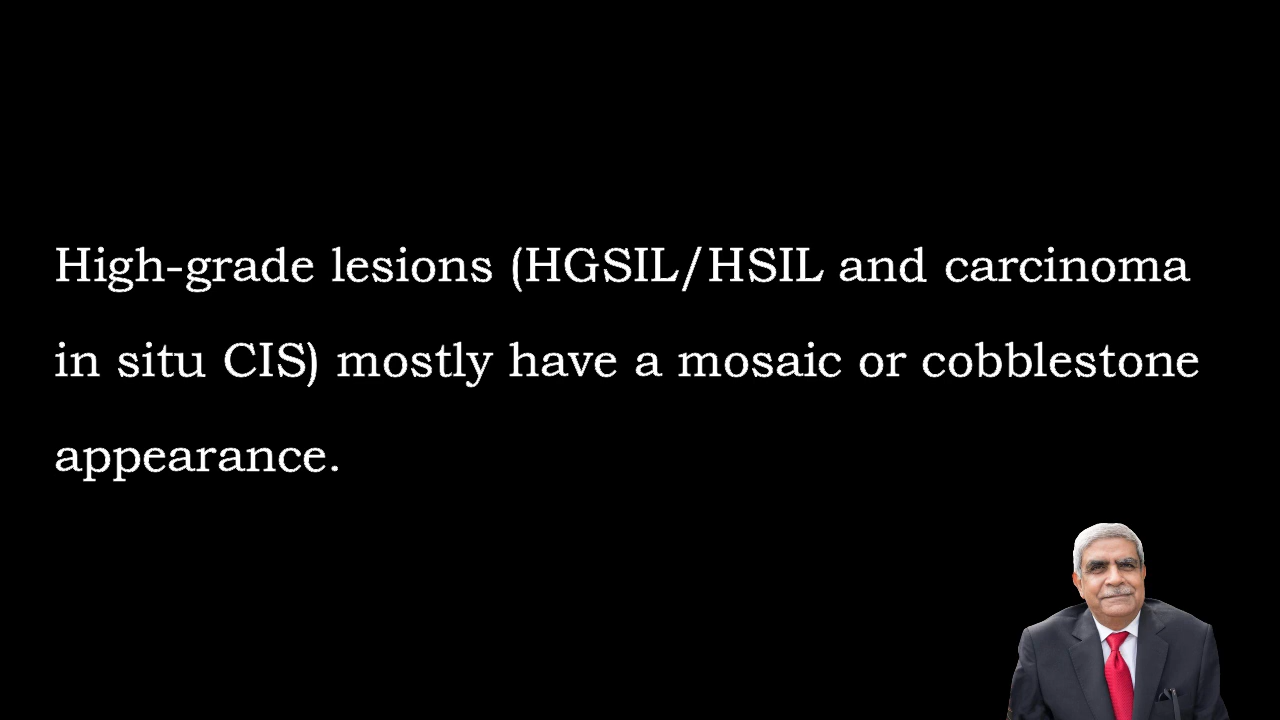 High-grade lesions (HGSIL/HSIL and carcinoma
in situ CIS) mostly have a mosaic or cobblestone
appearance.